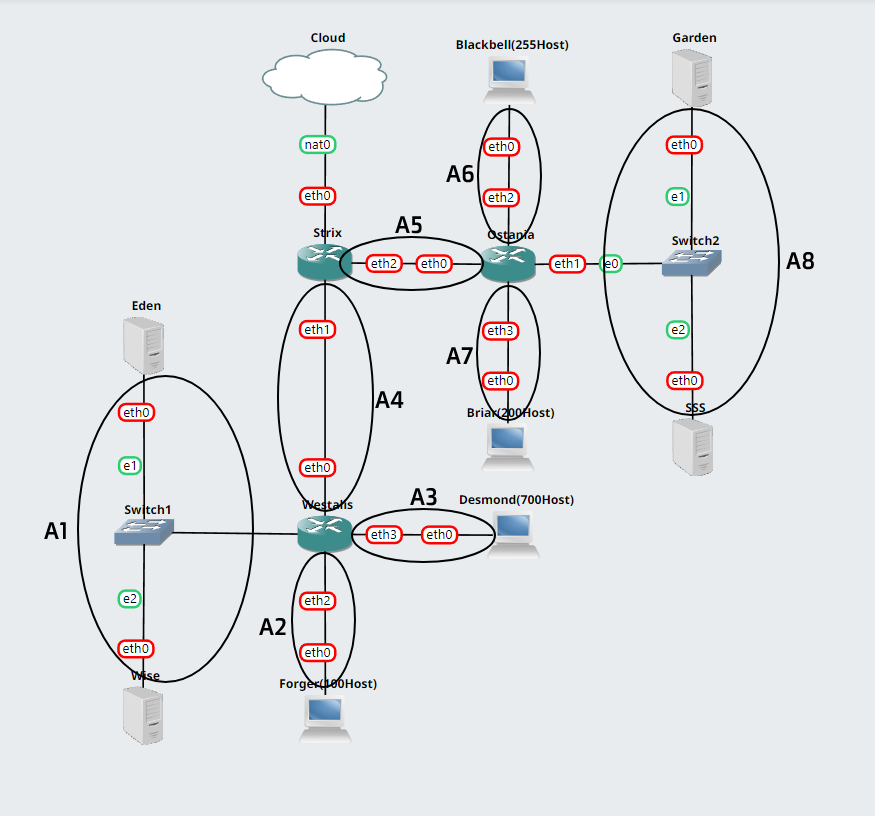 Cloud
Blackbell(255Host)
Garden
nat0
eth0
eth0
eth0
A6
e1
eth0
eth2
Strix
A5
Ostania
Switch2
eth2
eth0
eth1
e0
A8
Eden
eth1
eth3
e2
A7
eth0
eth0
A4
SSS
eth0
Briar(200Host)
e1
eth0
A3
Desmond(700Host)
Switch1
Westalis
A1
eth3
eth0
e2
eth2
A2
eth0
eth0
Wise
Forger(100Host)